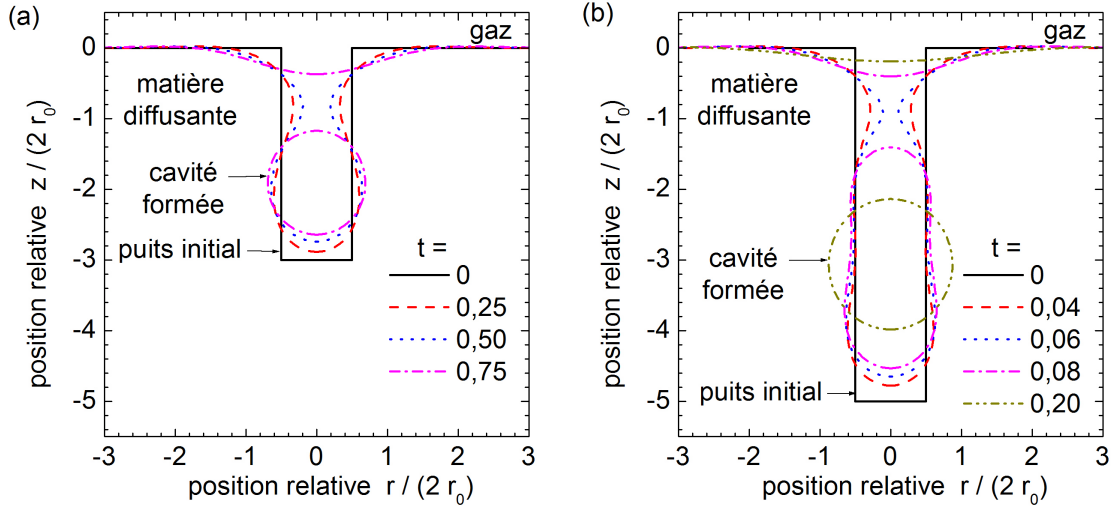 (a)
gaz
0
-1
-2
-3
-4
-5
position relative z / (2 r0)
matière
diffusante
cavité
formée
puits initial
t =
0
0,25
0,50
0,75
-3 -2 -1 0 1 2 3
position relative r / (2 r0)
(b)
gaz
0
-1
-2
-3
-4
-5
position relative z / (2 r0)
matière
diffusante
cavité
formée
puits initial
t =
0
0,04
0,06
0,08
0,20
-3 -2 -1 0 1 2 3
position relative r / (2 r0)